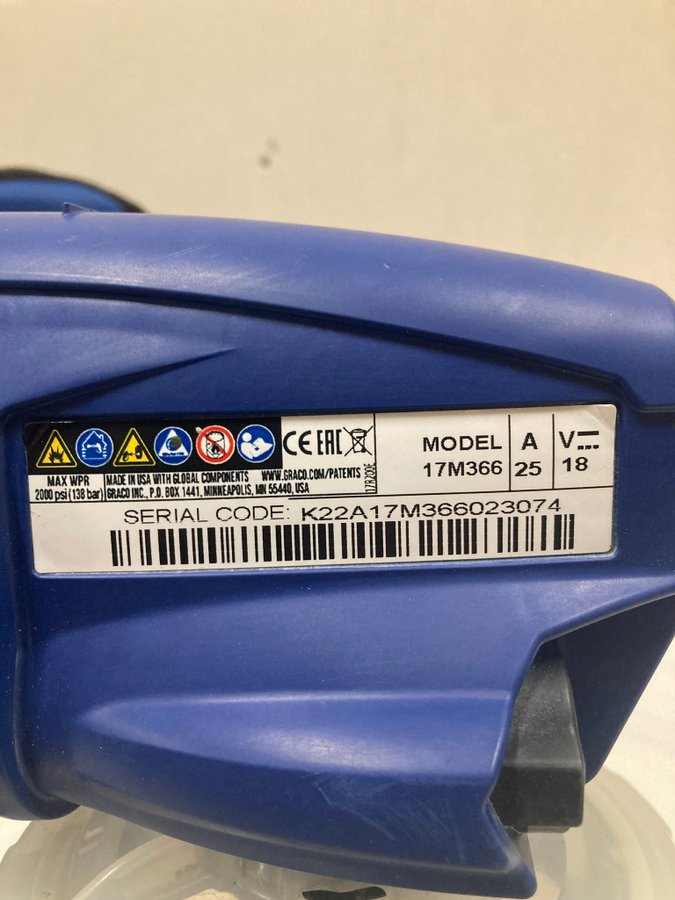 CE EAC
MODEL
17M366
A
25
V
18
MAX WPR
2000 psi (138 bar)
MADE IN USA WITH GLOBAL COMPONENTS WWW.GRACO.COM/PATENTS
GRACO INC., P.O. BOX 1441, MINNEAPOLIS, MN 55440, USA
SERIAL CODE: K22A17M366023074